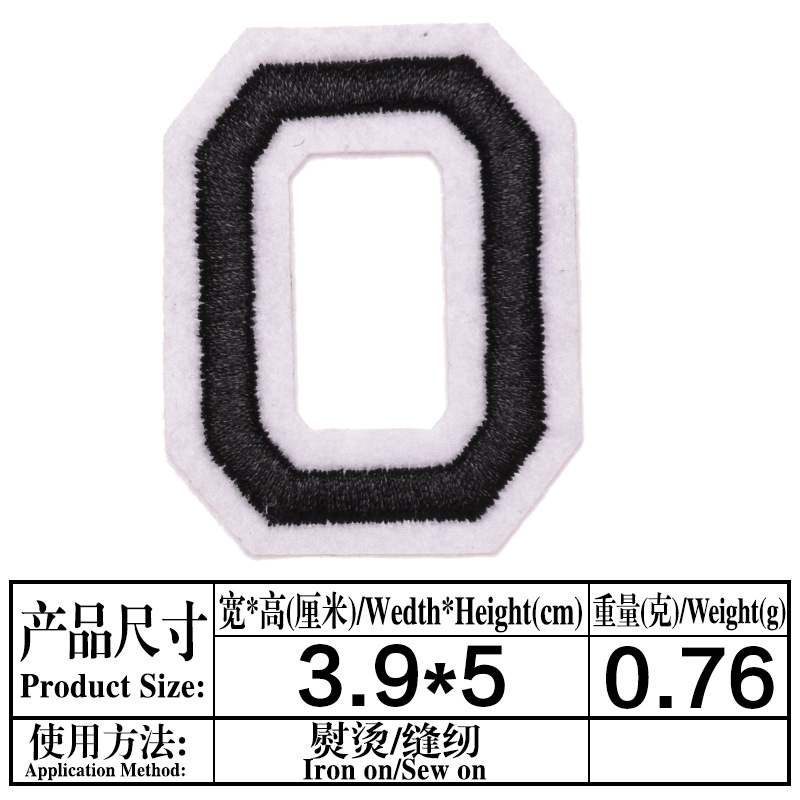 0
产品尺寸
Product Size:
宽*高(厘米)/Wedth*Height(cm)
3.9*5
重量(克)/Weight(g)
0.76
使用方法:
Application Method:
熨烫/缝纫
Iron on/Sew on